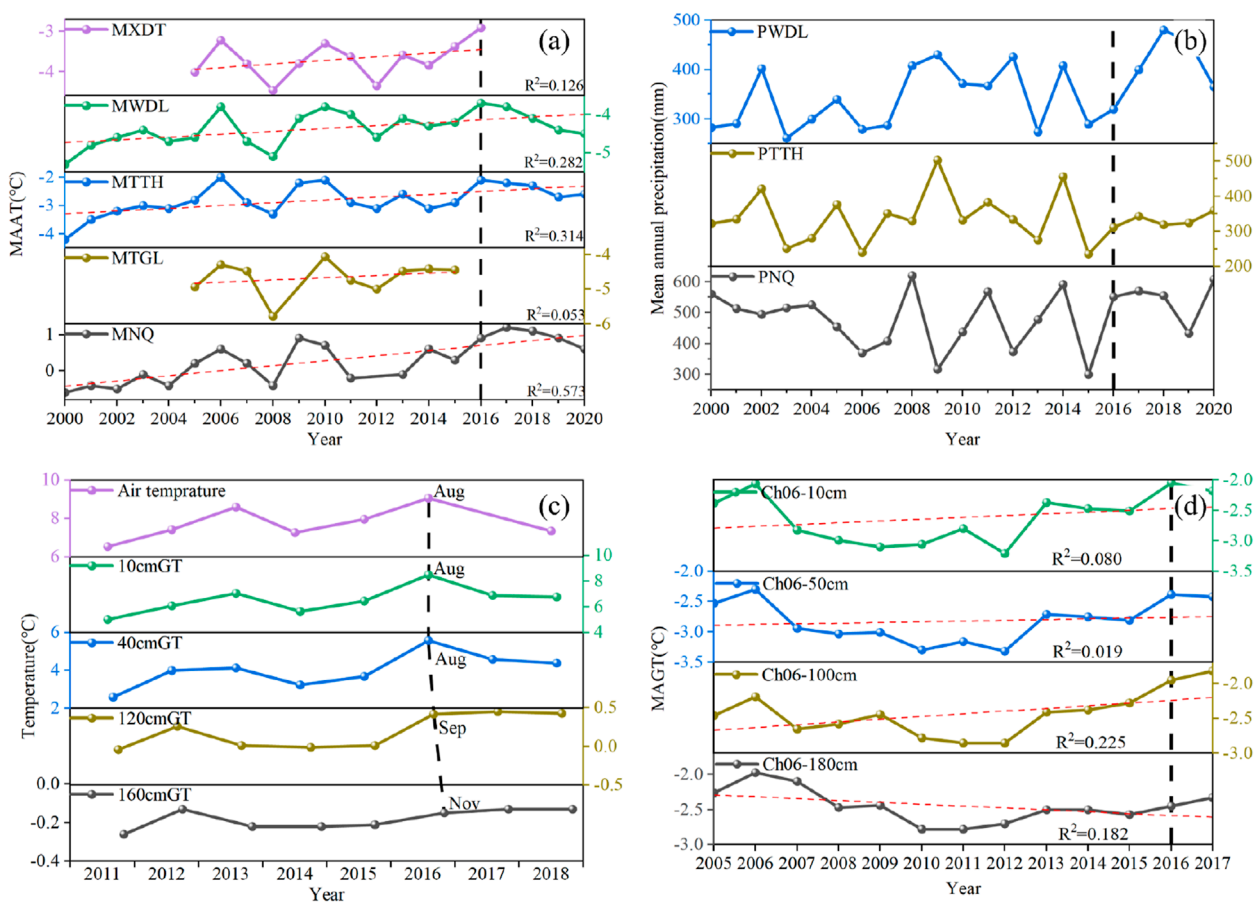 (a)
MAAT(°C)
MXDT
-3
-4
R²=0.126
MWDL
-4
-5
R²=0.282
MTTH
-2
-3
-4
R²=0.314
MTGL
-4
-5
-6
R²=0.053
MNQ
1
0
R²=0.573
2000 2002 2004 2006 2008 2010 2012 2014 2016 2018 2020
Year
(b)
Mean annual precipitation(mm)
PWDL
500
400
300
PTTH
500
400
300
200
PNQ
600
500
400
300
2000 2002 2004 2006 2008 2010 2012 2014 2016 2018 2020
Year
(c)
Temperature(°C)
Air temprature
10
8
6
Aug
10cmGT
10
8
6
4
Aug
40cmGT
6
4
2
Aug
120cmGT
0.5
0.0
-0.5
Sep
160cmGT
0.0
-0.2
-0.4
Nov
2011 2012 2013 2014 2015 2016 2017 2018
Year
(d)
MAGT(°C)
Ch06-10cm
-2.0
-2.5
-3.0
-3.5
R²=0.080
Ch06-50cm
-2.0
-2.5
-3.0
-3.5
R²=0.019
Ch06-100cm
-2.0
-2.5
-3.0
R²=0.225
Ch06-180cm
-2.0
-2.5
-3.0
R²=0.182
2005 2006 2007 2008 2009 2010 2011 2012 2013 2014 2015 2016 2017
Year